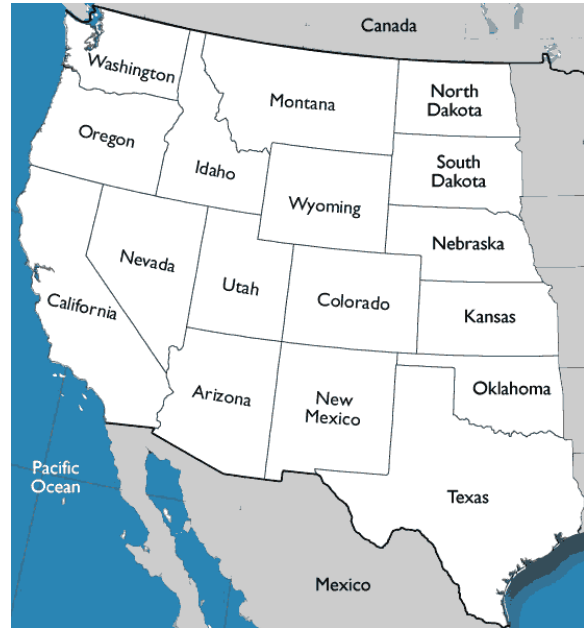 Canada
Washington
Montana
North
Dakota
Oregon
Idaho
South
Dakota
Wyoming
Nebraska
Nevada
Utah
Colorado
California
Kansas
Arizona
New
Mexico
Oklahoma
Pacific
Ocean
Texas
Mexico